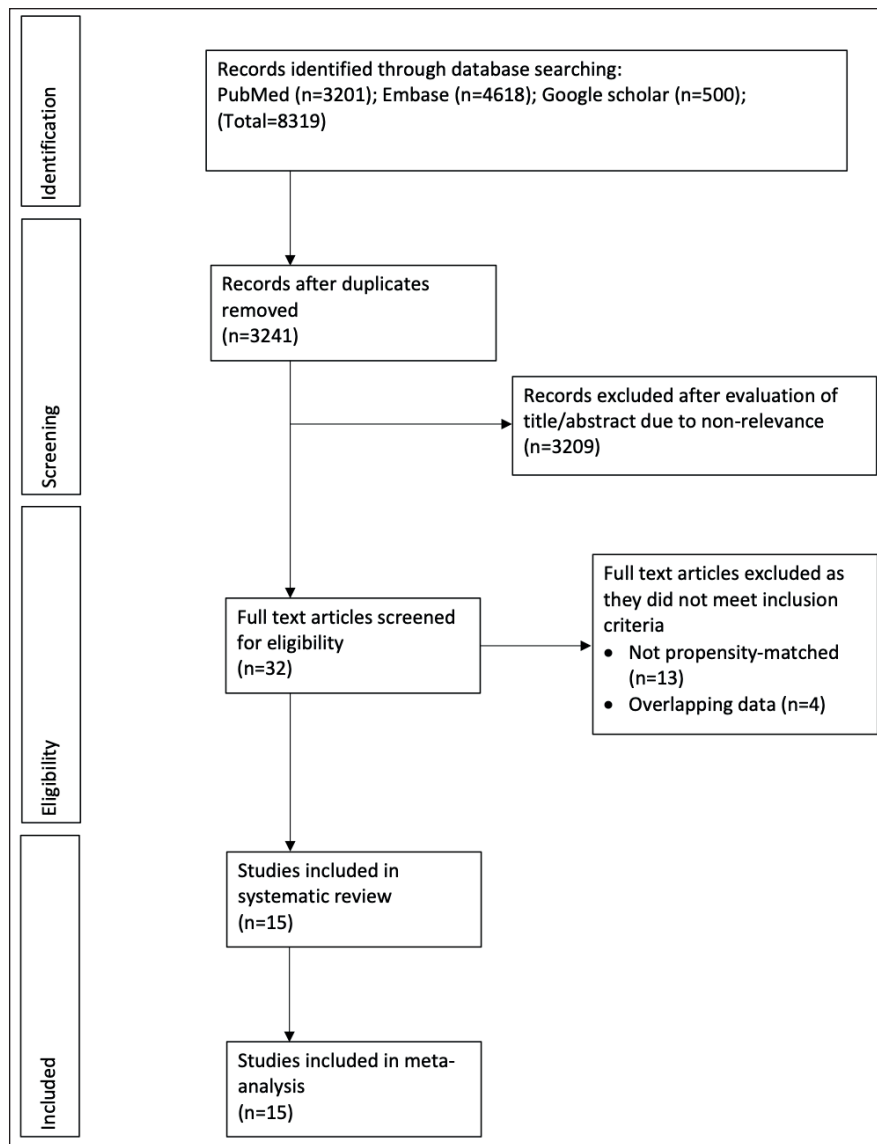 Identification
Records identified through database searching:
PubMed (n=3201); Embase (n=4618); Google scholar (n=500);
(Total=8319)
Screening
Records after duplicates
removed
(n=3241)
Records excluded after evaluation of
title/abstract due to non-relevance
(n=3209)
Eligibility
Full text articles screened
for eligibility
(n=32)
Full text articles excluded as
they did not meet inclusion
criteria
• Not propensity-matched
(n=13)
• Overlapping data (n=4)
Included
Studies included in
systematic review
(n=15)
Studies included in meta-
analysis
(n=15)